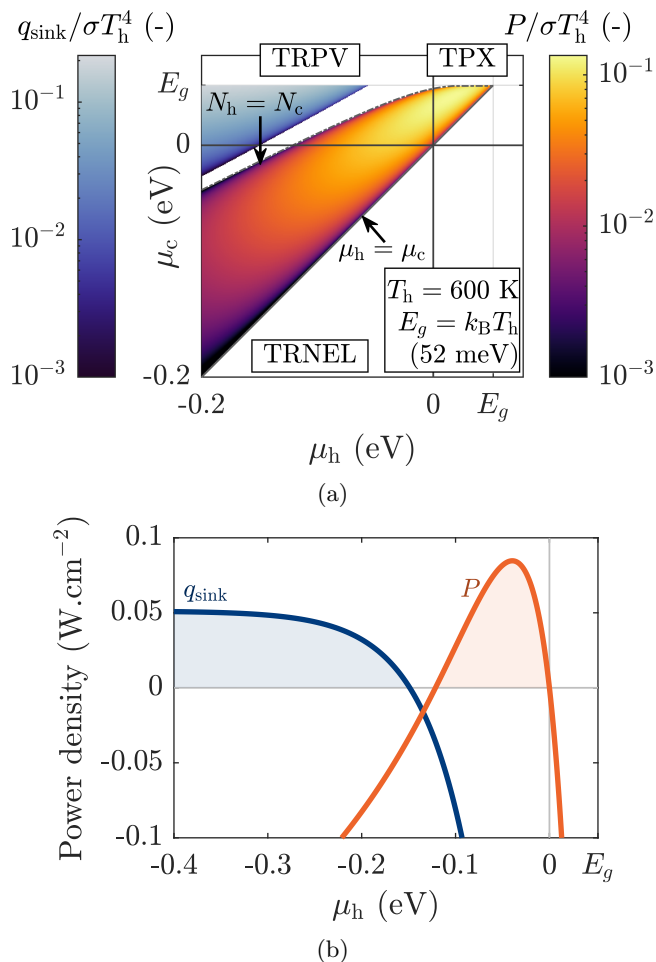 q_sink/σT_h^4 (-)
P/σT_h^4 (-)
TRPV
TPX
10^-1
10^-2
10^-3
E_g
0
-0.2
μ_c (eV)
N_h = N_c
μ_h = μ_c
T_h = 600 K
E_g = k_BT_h
(52 meV)
TRNEL
10^-1
10^-2
10^-3
-0.2
0
E_g
μ_h (eV)
(a)
Power density (W.cm^-2)
0.1
0.05
0
-0.05
-0.1
q_sink
P
-0.4
-0.3
-0.2
-0.1
0
E_g
μ_h (eV)
(b)